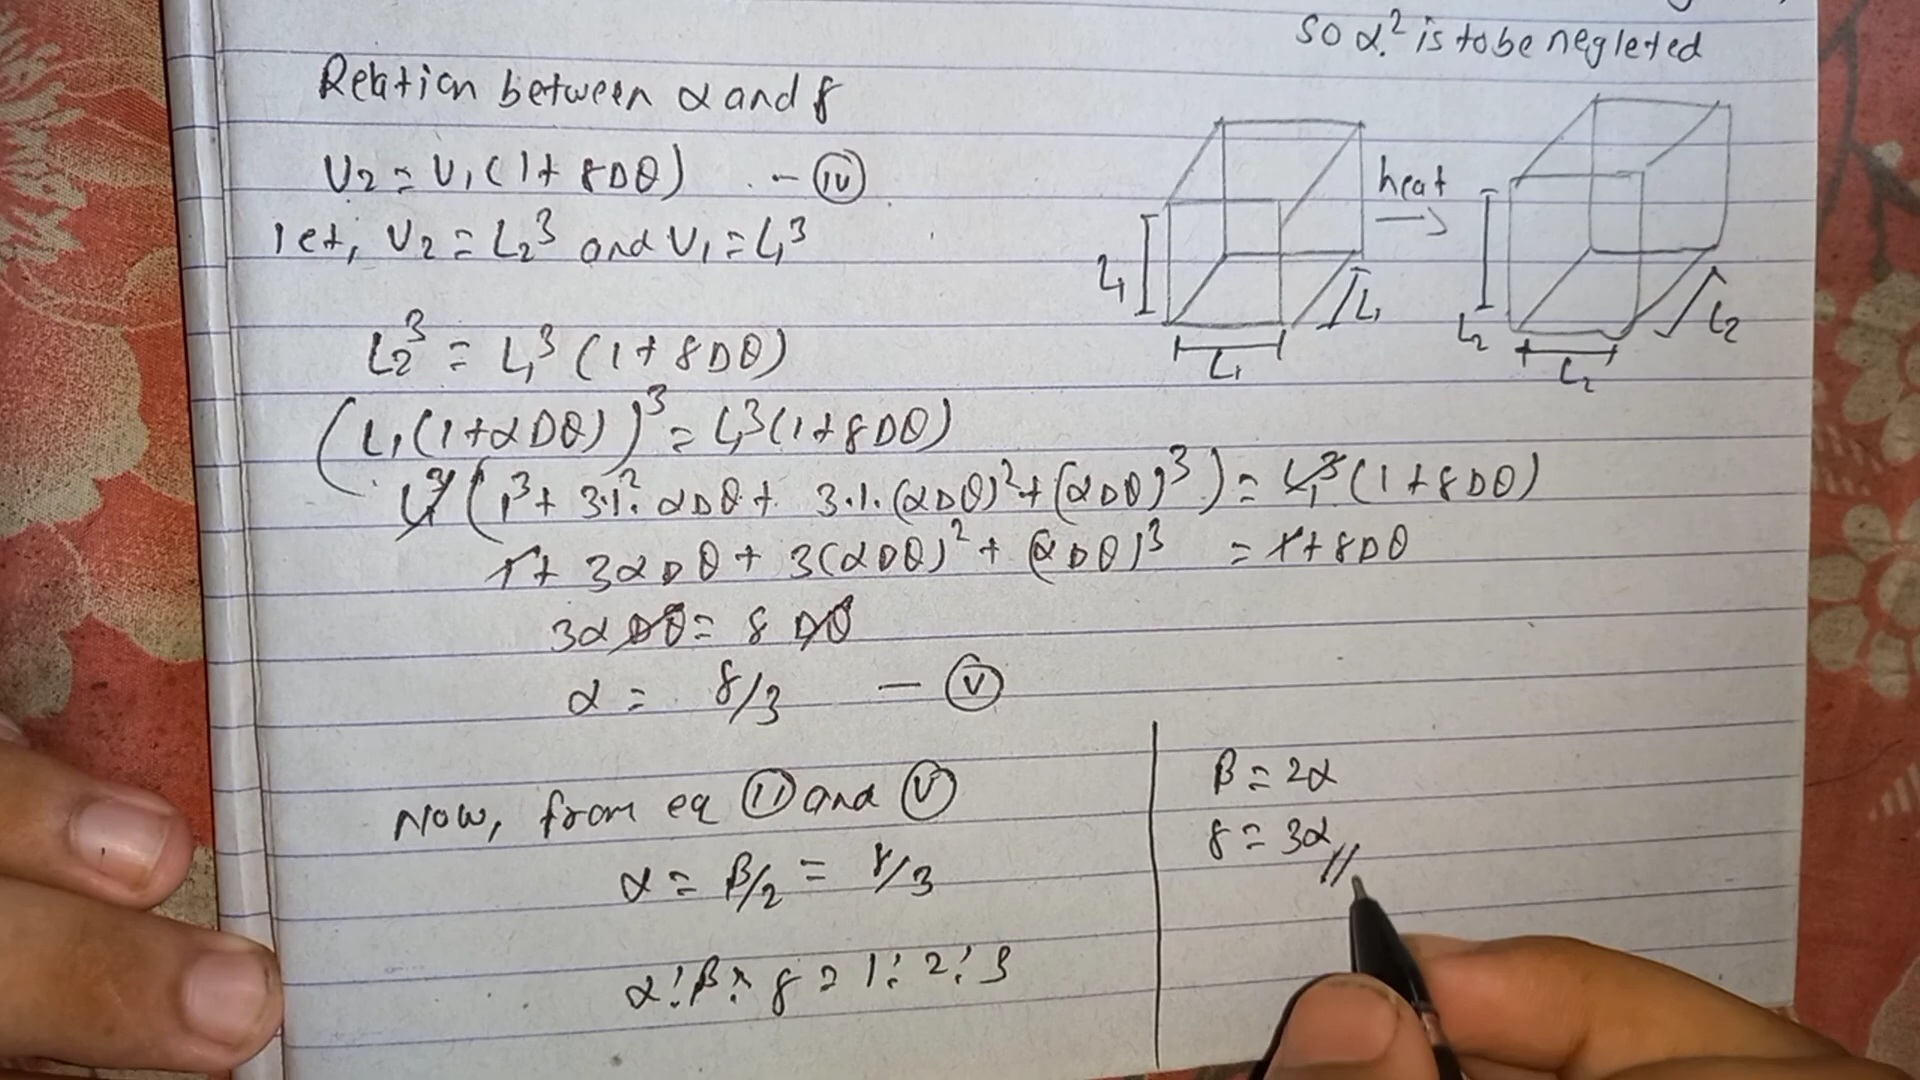 so α² is to be negleted
Relation between α and γ
V₂ = V₁ (1 + γΔθ) - (iv)
let, V₂ = L₂³ and V₁ = L₁³
L₂³ = L₁³ (1 + γΔθ)
(L₁(1+αΔθ))³ = L₁³(1+γΔθ)
L₁³ (1³ + 3·1²·αΔθ + 3·1·(αΔθ)² + (αΔθ)³) = L₁³ (1 + γΔθ)
1 + 3αΔθ + 3(αΔθ)² + (αΔθ)³ = 1 + γΔθ
3αΔθ = γΔθ
α = γ/3 — (v)
Now, from eq (ii) and (v)
α = β/2 = γ/3
α : β : γ = 1 : 2 : 3
β = 2α
γ = 3α //
heat
L₁
L₁
L₁
L₂
L₂
L₂